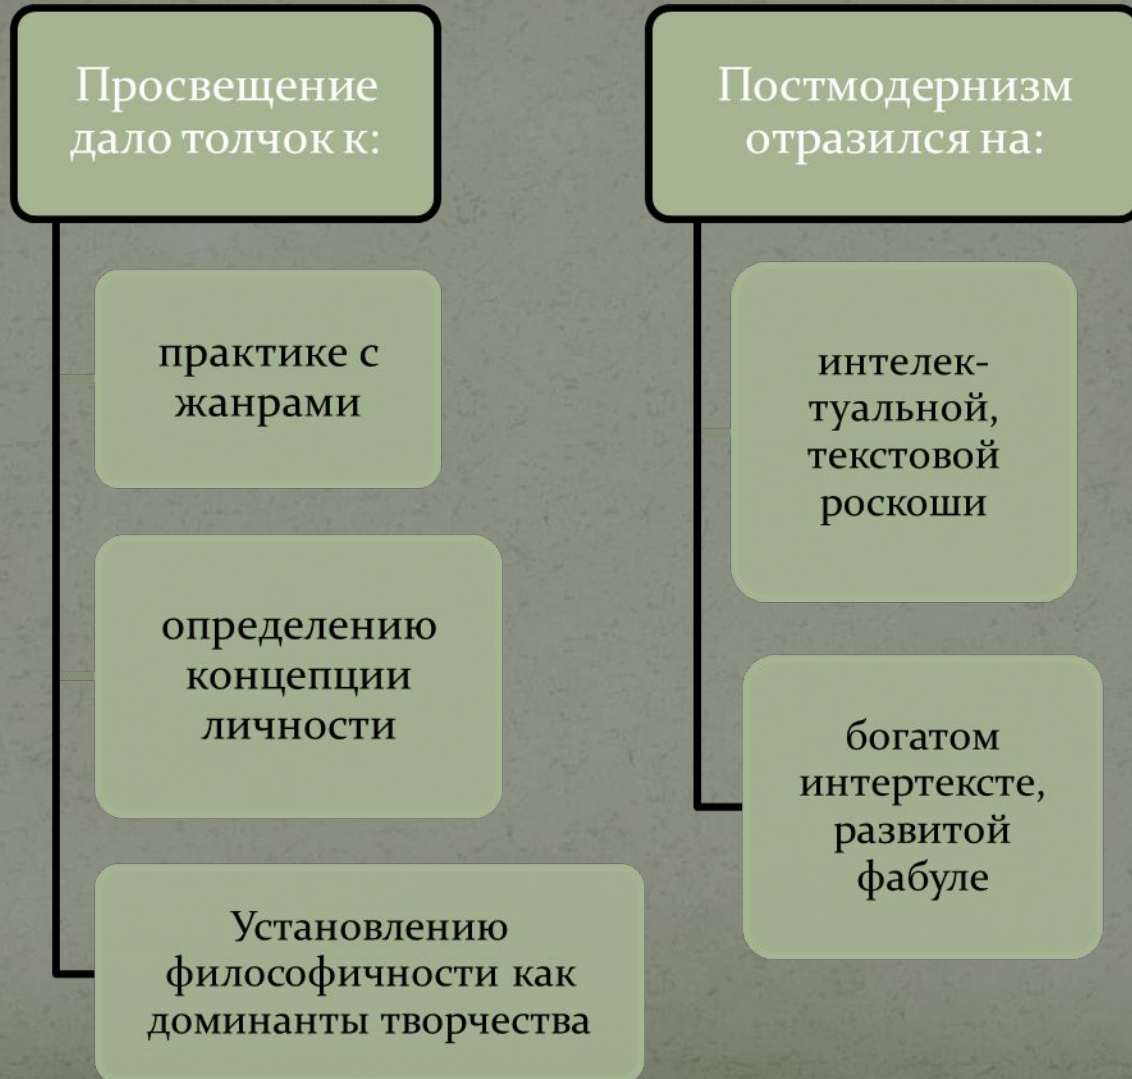 Просвещение
дало толчок к:
практике с
жанрами
определению
концепции
личности
Установлению
философичности как
доминанты творчества
Постмодернизм
отразился на:
интелек-
туальной,
текстовой
роскоши
богатом
интертексте,
развитой
фабуле